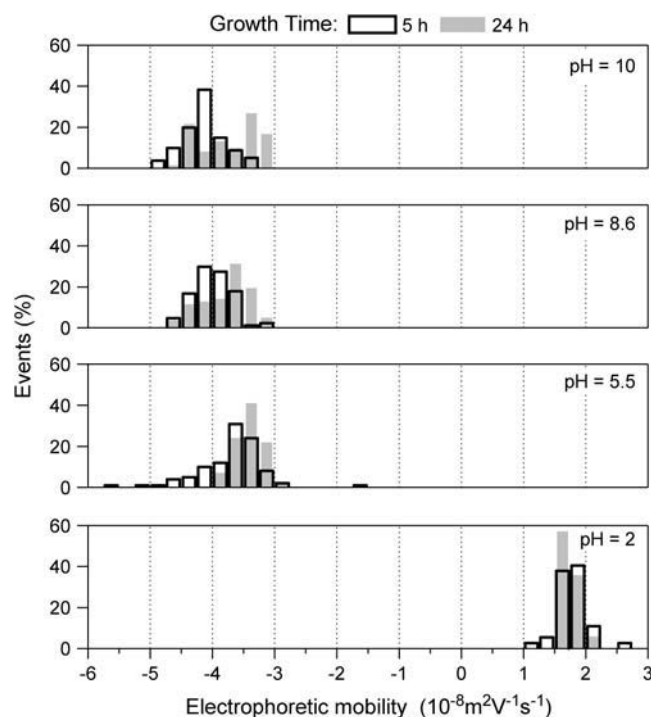 Growth Time: 5 h 24 h
60
40
20
0
pH = 10
60
40
20
0
pH = 8.6
60
40
20
0
pH = 5.5
60
40
20
0
pH = 2
Events (%)
-6 -5 -4 -3 -2 -1 0 1 2 3
Electrophoretic mobility (10⁻⁸m²V⁻¹s⁻¹)